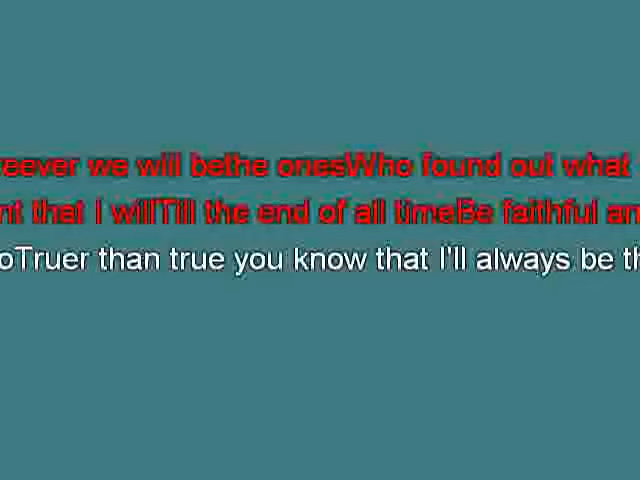 reever we will bethe onesWho found out what
nt that I willTill the end of all timeBe faithful an
oTruer than true you know that I'll always be th